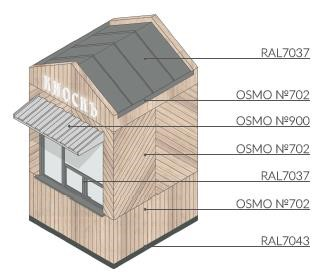 RAL7037
КИОСКЪ
OSMO №702
OSMO №900
OSMO №702
RAL7037
OSMO №702
RAL7043